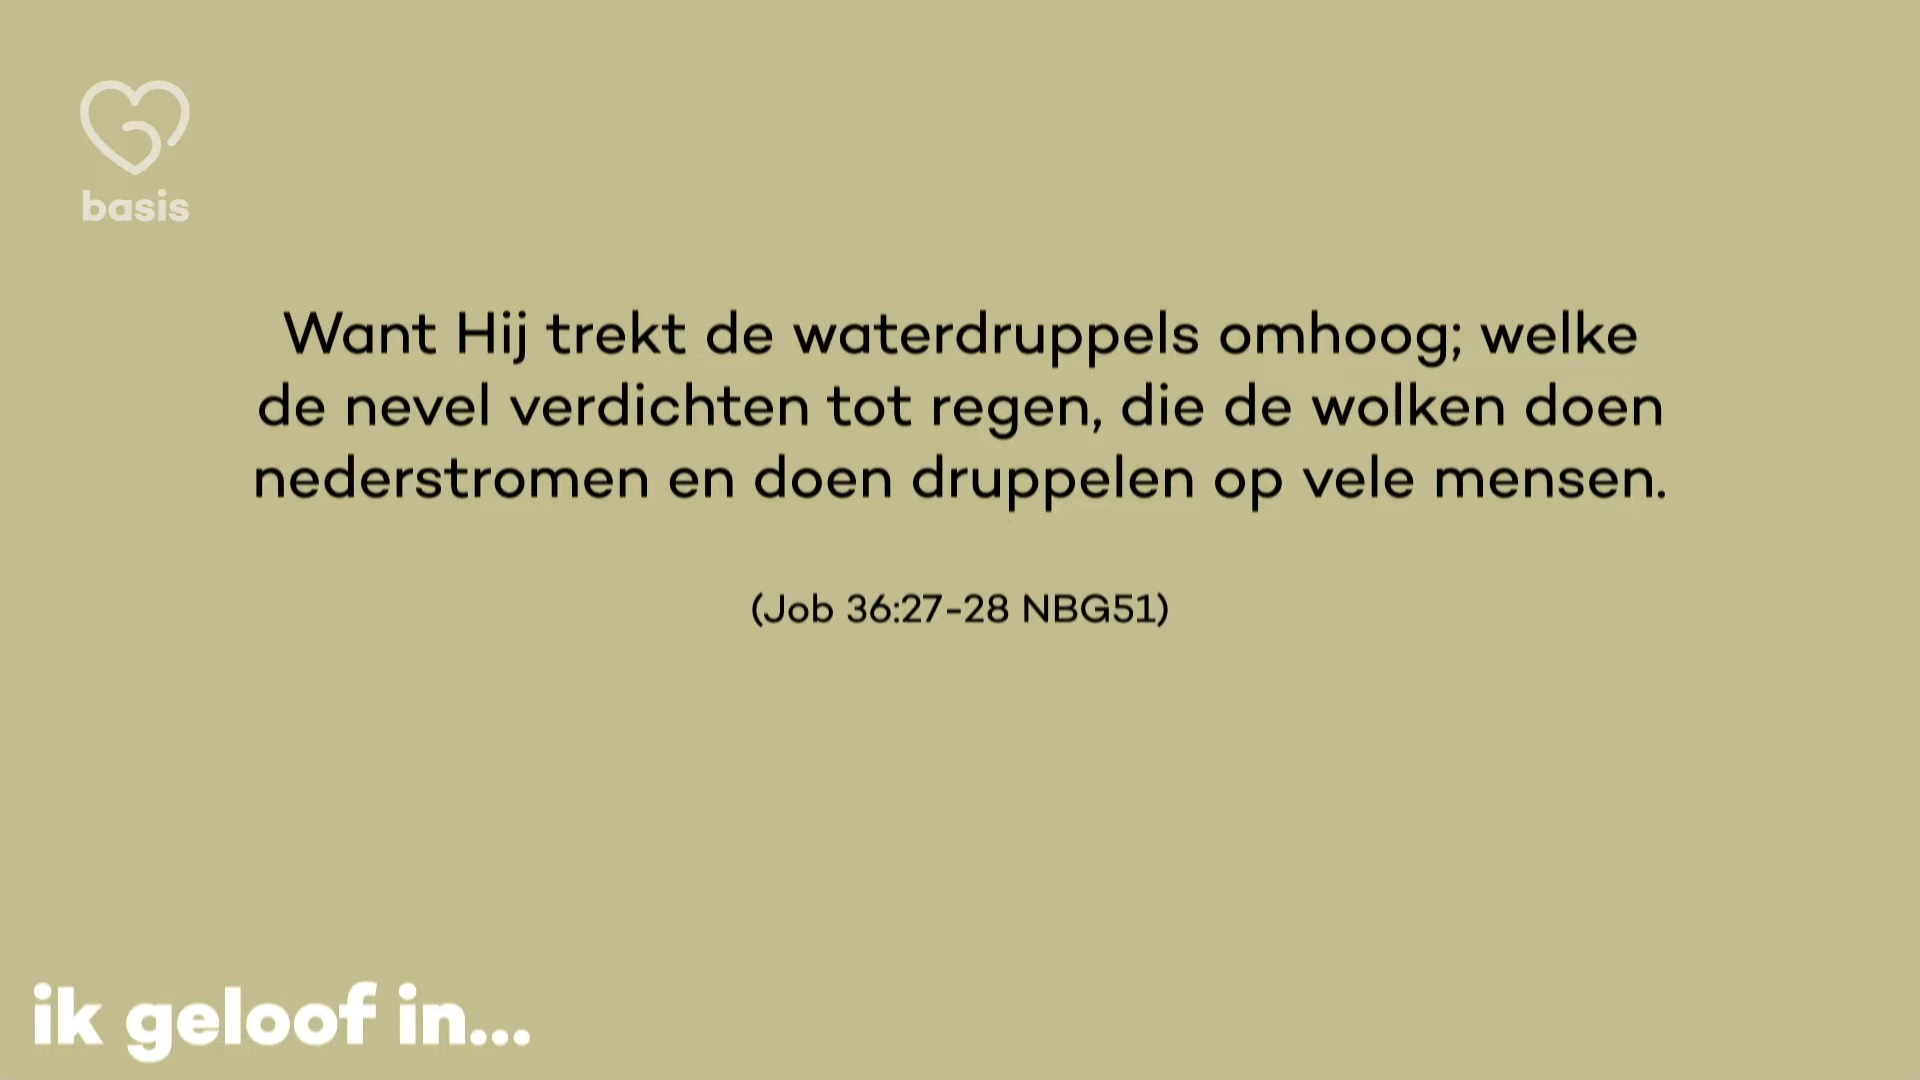 basis
Want Hij trekt de waterdruppels omhoog; welke
de nevel verdichten tot regen, die de wolken doen
nederstromen en doen druppelen op vele mensen.
(Job 36:27-28 NBG51)
ik geloof in...